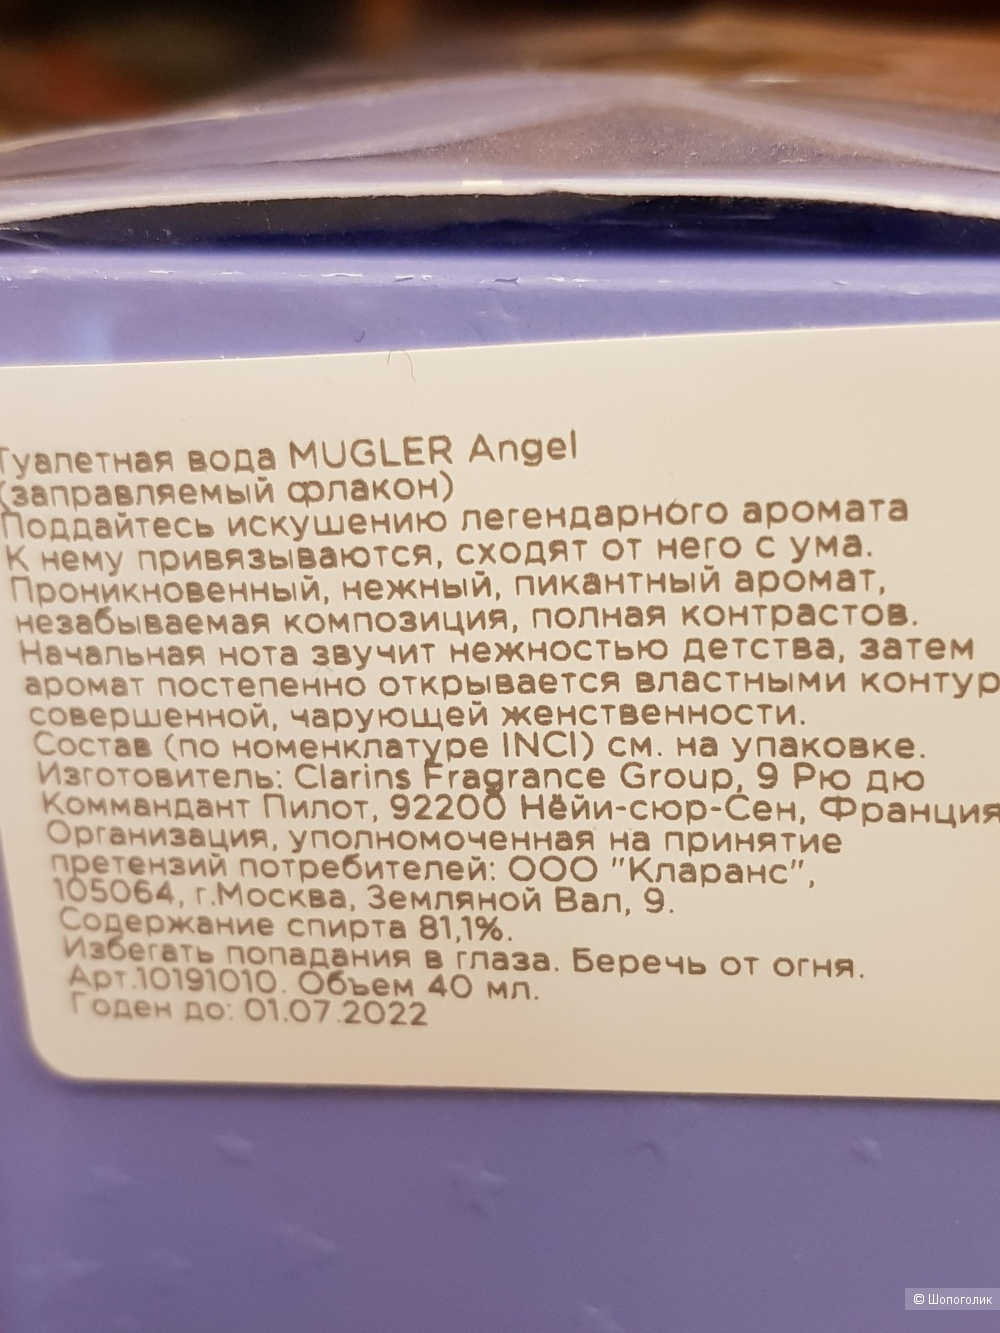 Туалетная вода MUGLER Angel
(заправляемый флакон)
Поддайтесь искушению легендарного аромата
К нему привязываются, сходят от него с ума.
Проникновенный, нежный, пикантный аромат,
незабываемая композиция, полная контрастов.
Начальная нота звучит нежностью детства, затем
аромат постепенно открывается властными контур
совершенной, чарующей женственности.
Состав (по номенклатуре INCI) см. на упаковке.
Изготовитель: Clarins Fragrance Group, 9 Рю дю
Коммандант Пилот, 92200 Нёйи-сюр-Сен, Франция
Организация, уполномоченная на принятие
претензий потребителей: ООО "Кларанс",
105064, г.Москва, Земляной Вал, 9.
Содержание спирта 81,1%.
Избегать попадания в глаза. Беречь от огня.
Арт.10191010. Объем 40 мл.
Годен до: 01.07.2022
© Шопоголик